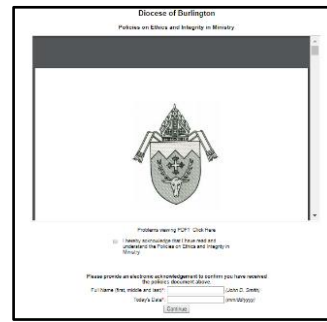 Diocese of Burlington
Policies on Ethics and Integrity in Ministry
Problems viewing PDF? Click Here
I hereby acknowledge that I have read and
understand the Policies on Ethics and Integrity in
Ministry
Please provide an electronic acknowledgement to confirm you have received
the policies document above.
Full Name (first, middle and last)*: (John D. Smith)
Today's Date*: (mm/dd/yyyy)
Continue